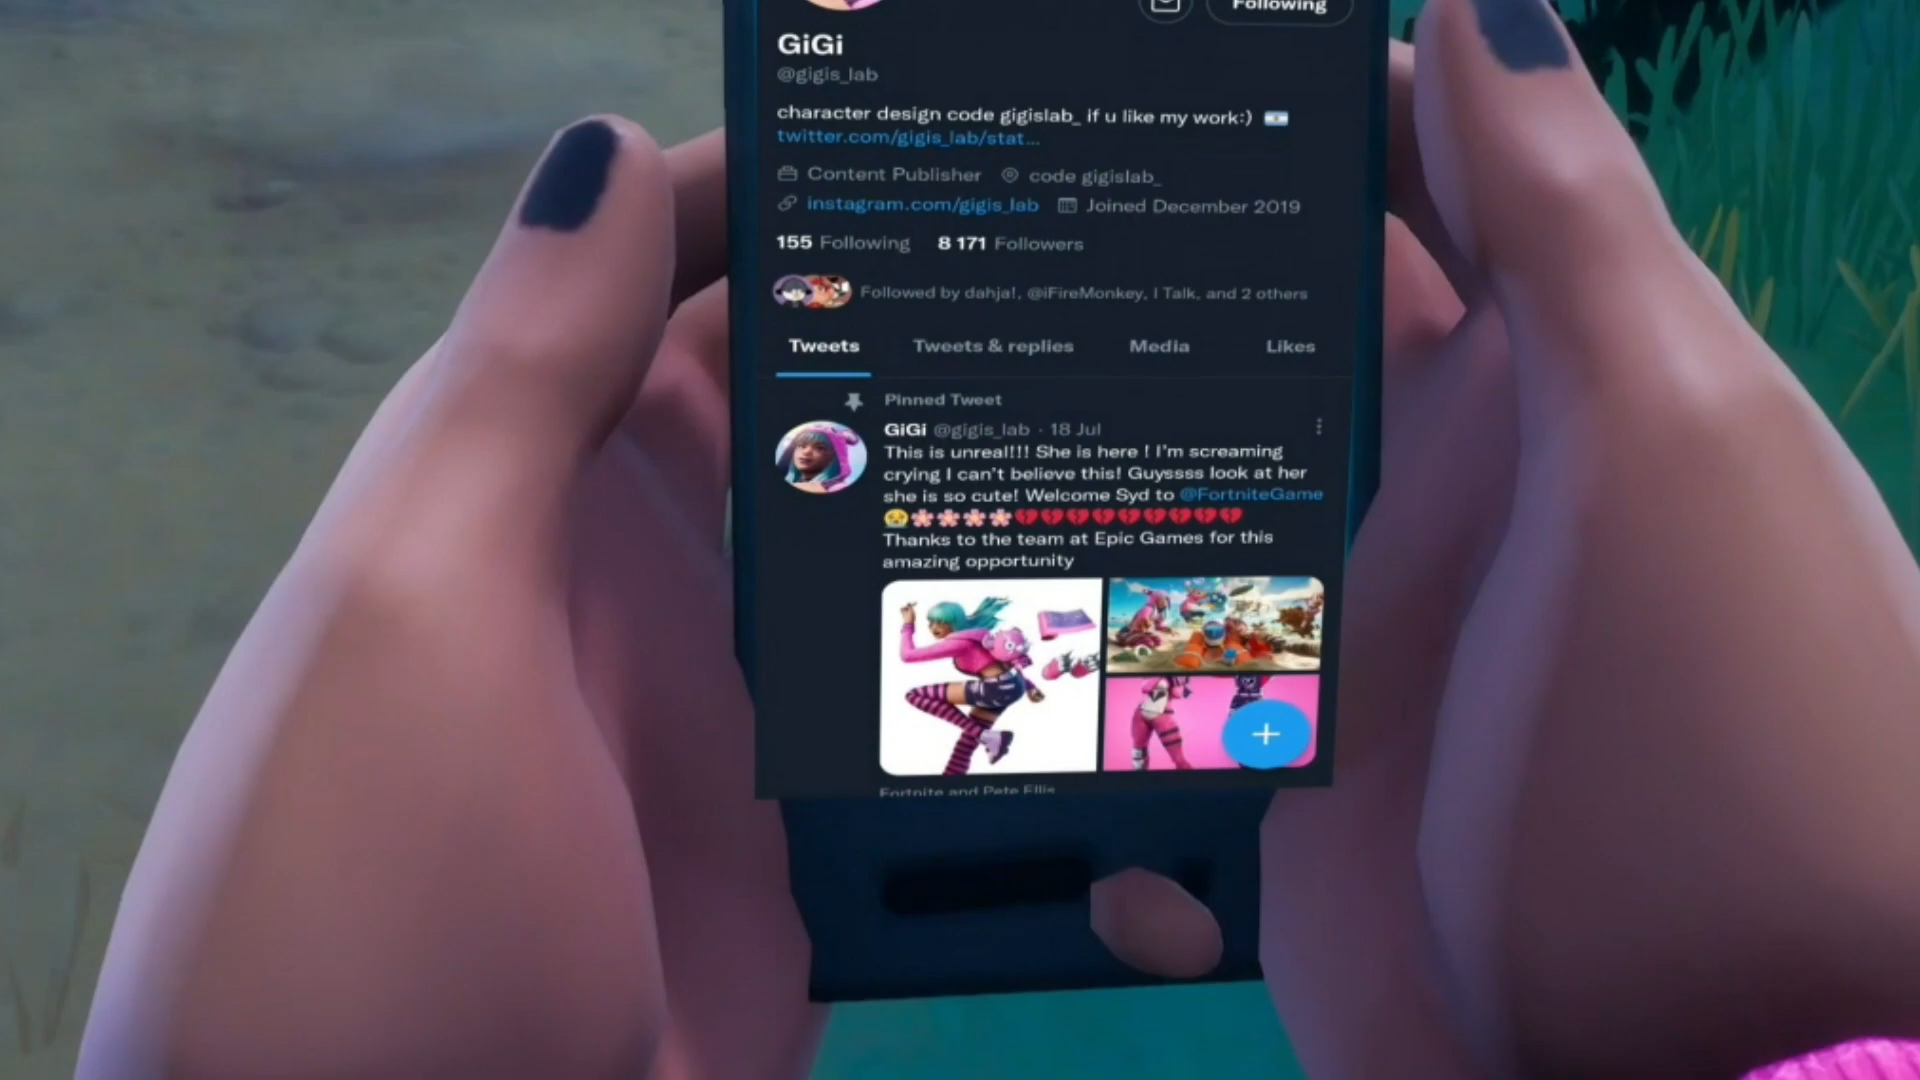 Following
GiGi
@gigis_lab
character design code gigislab_ if u like my work:)
twitter.com/gigis_lab/stat...
Content Publisher code gigislab_
instagram.com/gigis_lab Joined December 2019
155 Following 8 171 Followers
Followed by dahja!, @iFireMonkey, I Talk, and 2 others
Tweets Tweets & replies Media Likes
Pinned Tweet
GiGi @gigis_lab · 18 Jul
This is unreal!!! She is here ! I'm screaming
crying I can't believe this! Guyssss look at her
she is so cute! Welcome Syd to @FortniteGame
😭🌸🌸🌸🌸💔💔💔💔💔💔💔💔💔
Thanks to the team at Epic Games for this
amazing opportunity
Fortnite and Pete Ellis